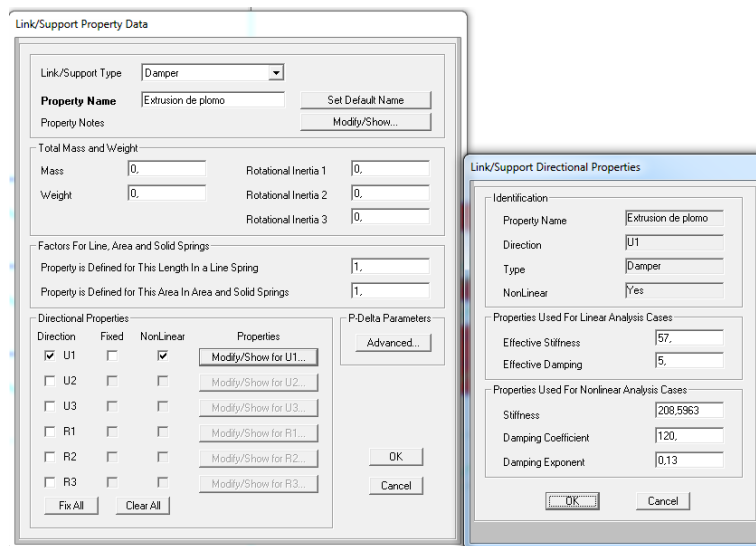 Link/Support Property Data
Link/Support Type Damper
Property Name Extrusion de plomo Set Default Name
Property Notes Modify/Show...
Total Mass and Weight
Mass 0, Rotational Inertia 1 0,
Weight 0, Rotational Inertia 2 0,
Rotational Inertia 3 0,
Factors For Line, Area and Solid Springs
Property is Defined for This Length In a Line Spring 1,
Property is Defined for This Area In Area and Solid Springs 1,
Directional Properties
Direction Fixed NonLinear Properties
U1 Modify/Show for U1...
U2 Modify/Show for U2...
U3 Modify/Show for U3...
R1 Modify/Show for R1...
R2 Modify/Show for R2...
R3 Modify/Show for R3...
Fix All Clear All
P-Delta Parameters
Advanced...
OK
Cancel
Link/Support Directional Properties
Identification
Property Name Extrusion de plomo
Direction U1
Type Damper
NonLinear Yes
Properties Used For Linear Analysis Cases
Effective Stiffness 57,
Effective Damping 5,
Properties Used For Nonlinear Analysis Cases
Stiffness 208,5963
Damping Coefficient 120,
Damping Exponent 0,13
OK Cancel